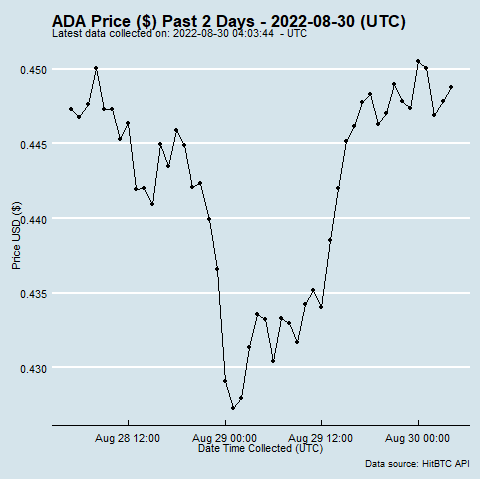 ADA Price ($) Past 2 Days - 2022-08-30 (UTC)
Latest data collected on: 2022-08-30 04:03:44 - UTC
0.450
0.445
0.440
0.435
0.430
Price USD ($)
Aug 28 12:00
Aug 29 00:00
Aug 29 12:00
Aug 30 00:00
Date Time Collected (UTC)
Data source: HitBTC API